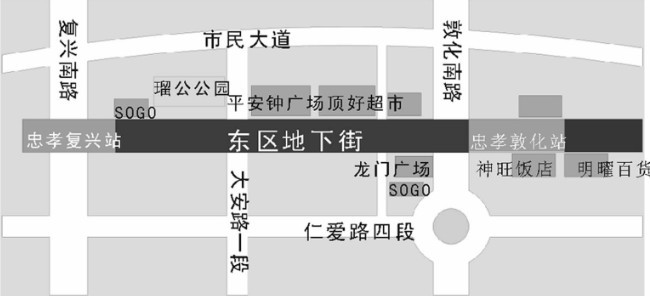 市民大道
复兴南路
敦化南路
瑠公公园
SOGO
平安钟广场顶好超市
忠孝复兴站
东区地下街
忠孝敦化站
龙门广场
SOGO
神旺饭店
明曜百货
大安路一段
仁爱路四段